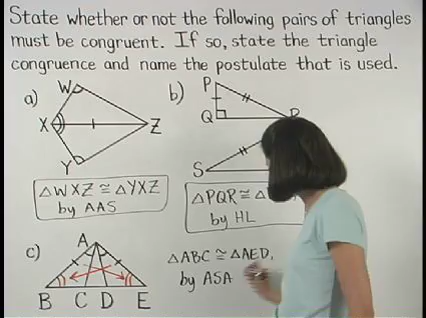 State whether or not the following pairs of triangles
must be congruent. If so, state the triangle
congruence and name the postulate that is used.
a)
W
X
Z
Y
△WXZ ≅ △YXZ
by AAS
b)
P
Q
R
S
△PQR ≅ △
by HL
c)
A
B C D E
△ABC ≅ △AED,
by ASA